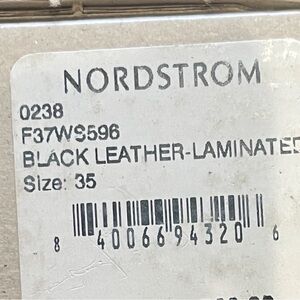 NORDSTROM
0238
F37WS596
BLACK LEATHER-LAMINATED
Size: 35
8 40066 94320 6